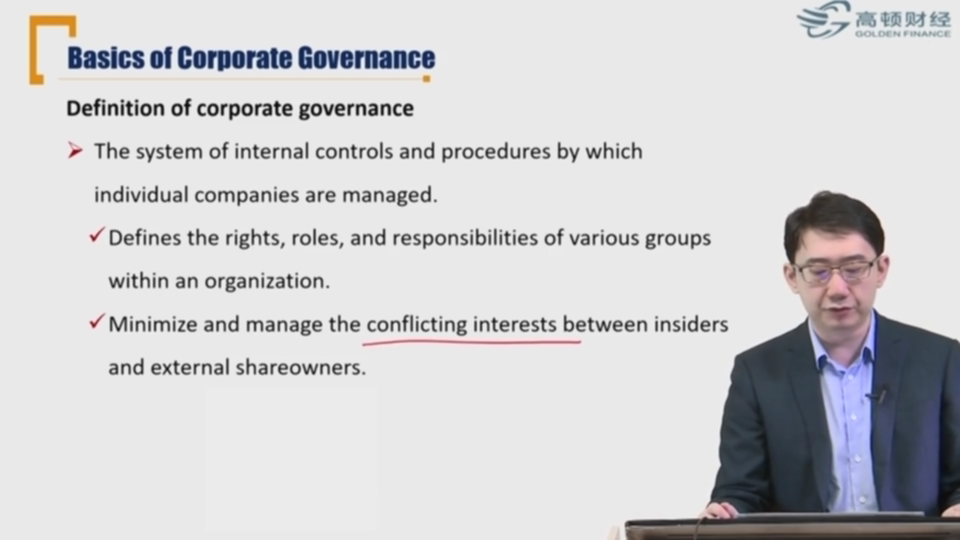 高顿财经
GOLDEN FINANCE
Basics of Corporate Governance
Definition of corporate governance
The system of internal controls and procedures by which
individual companies are managed.
Defines the rights, roles, and responsibilities of various groups
within an organization.
Minimize and manage the conflicting interests between insiders
and external shareowners.